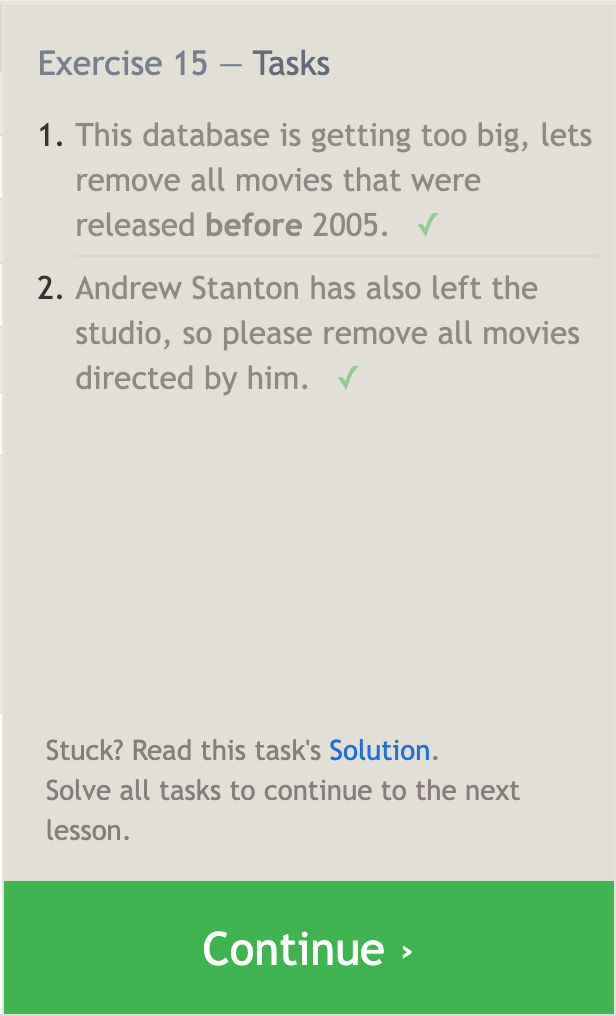 Exercise 15 — Tasks
1. This database is getting too big, lets
remove all movies that were
released before 2005. ✓
2. Andrew Stanton has also left the
studio, so please remove all movies
directed by him. ✓
Stuck? Read this task's Solution.
Solve all tasks to continue to the next
lesson.
Continue ›